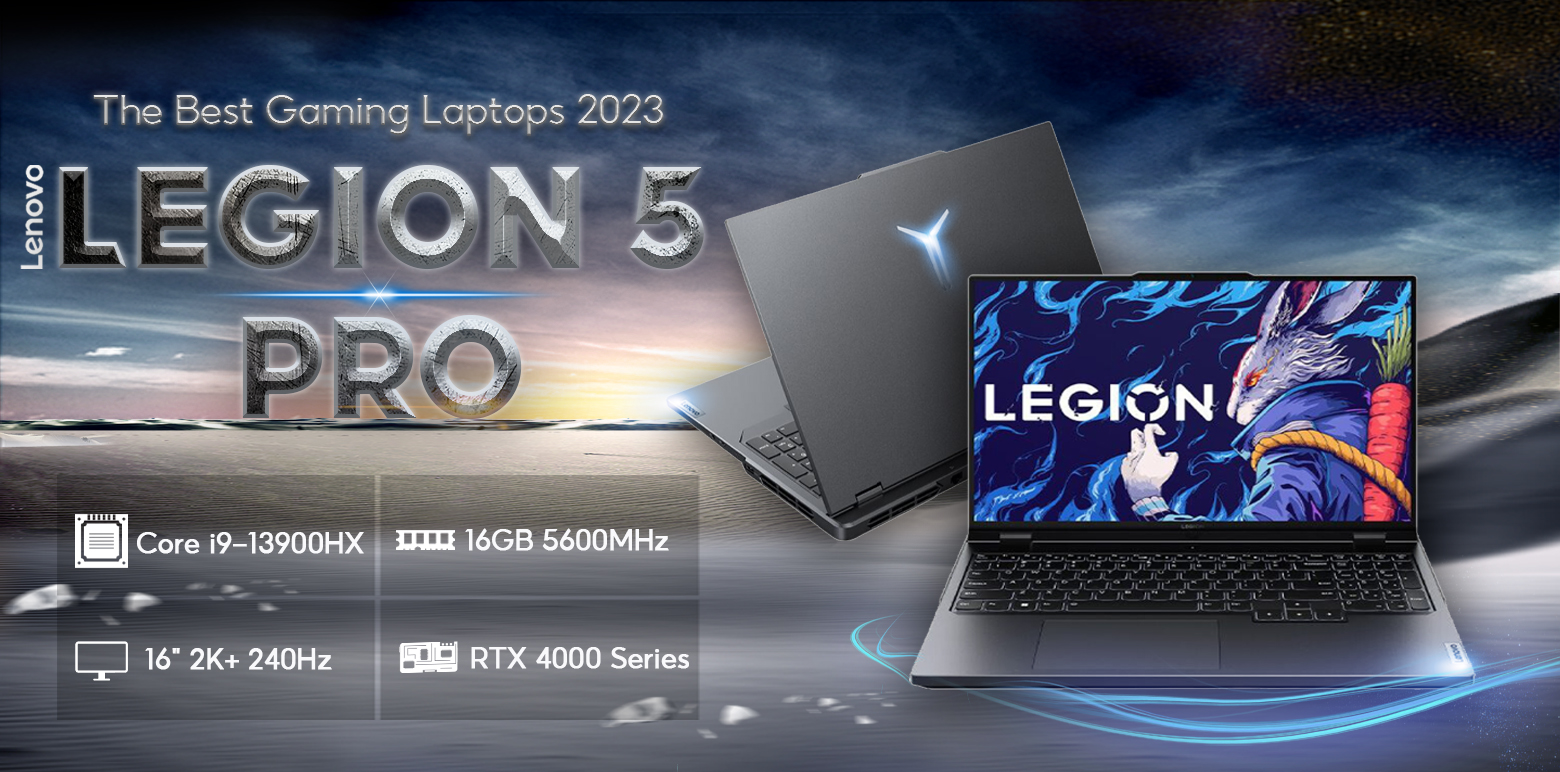 The Best Gaming Laptops 2023
Lenovo
LEGION 5
PRO
Core i9-13900HX
16GB 5600MHz
16" 2K+ 240Hz
RTX 4000 Series
LEGION